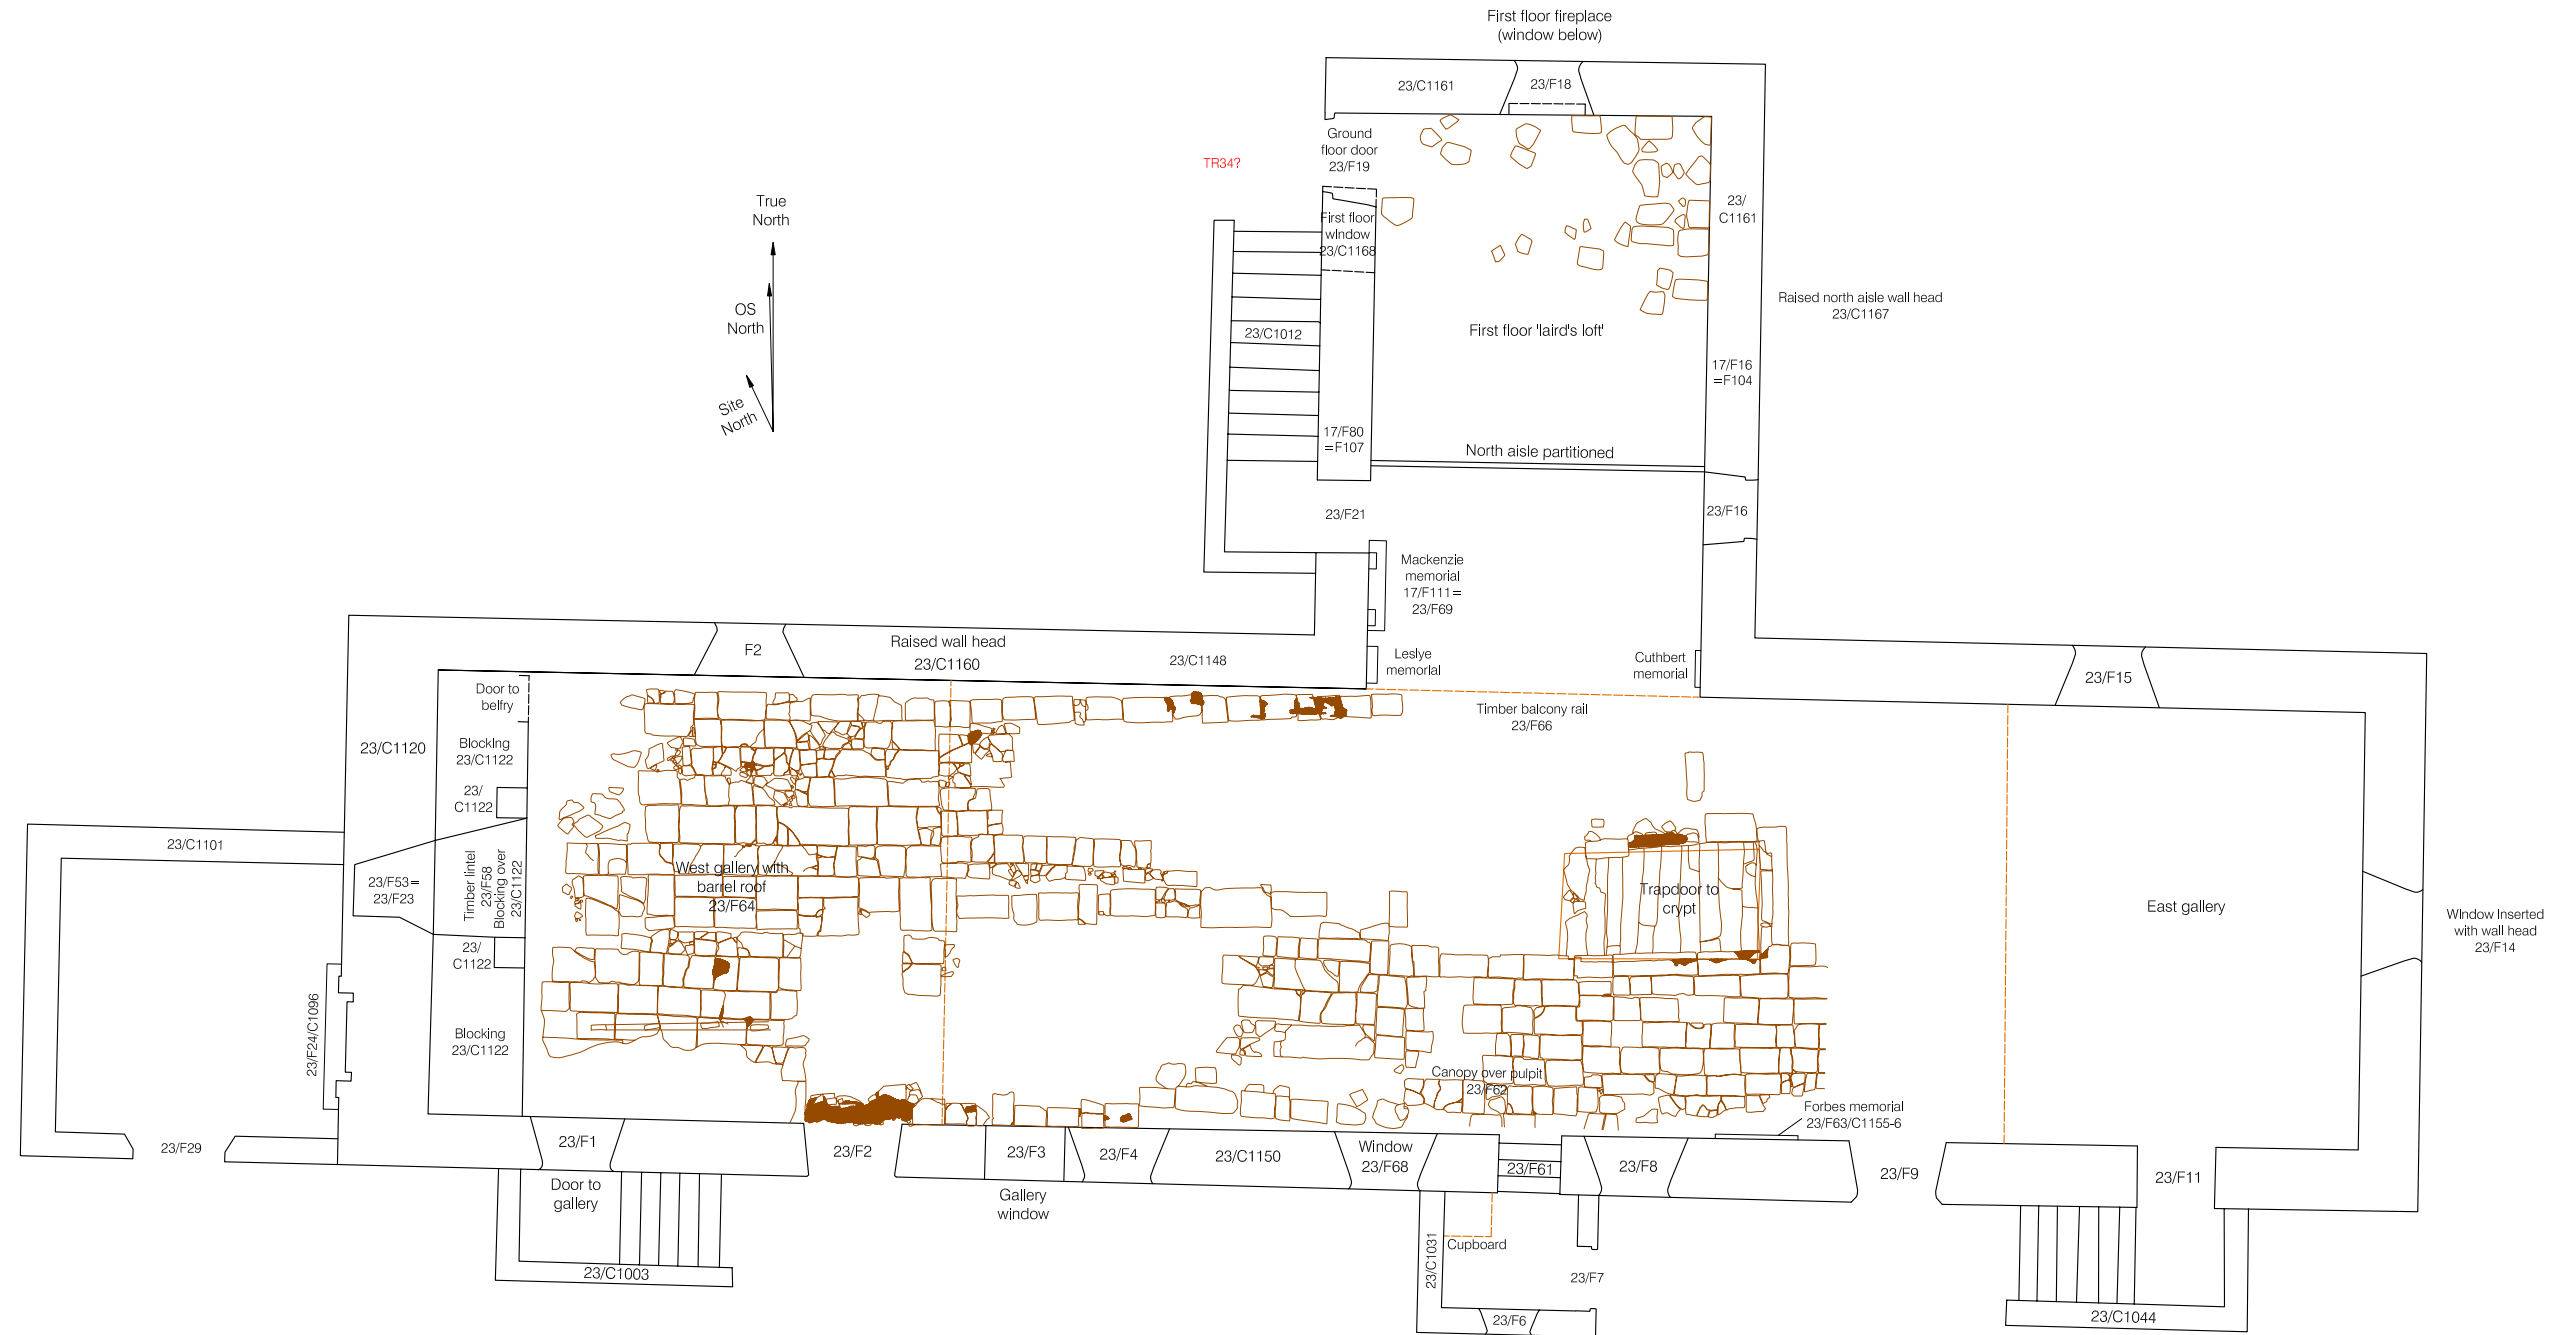 First floor fireplace
(window below)
23/C1161
23/F18
Ground
floor door
23/F19
TR34?
True
North
OS
North
Site
North
First floor
window
23/C1168
23/
C1161
23/C1012
Raised north aisle wall head
23/C1167
First floor 'laird's loft'
17/F16
=F104
17/F80
=F107
North aisle partitioned
23/F21
23/F16
Mackenzie
memorial
17/F111=
23/F69
F2
Raised wall head
23/C1160
23/C1148
Leslye
memorial
Cuthbert
memorial
23/F15
Door to
belfry
Timber balcony rail
23/F66
23/C1120
Blocking
23/C1122
23/
C1122
23/C1101
West gallery with
barrel roof
23/F64
23/F53=
23/F23
Timber lintel
23/F58
Blocking over
23/C1122
Trapdoor to
crypt
East gallery
Window inserted
with wall head
23/F14
23/
C1122
23/F24/C1096
Blocking
23/C1122
Canopy over pulpit
23/F62
Forbes memorial
23/F63/C1155-6
23/F29
23/F1
23/F2
23/F3
23/F4
23/C1150
Window
23/F68
23/F61
23/F8
23/F9
23/F11
Door to
gallery
Gallery
window
23/C1003
23/C1031
Cupboard
23/F7
23/F6
23/C1044